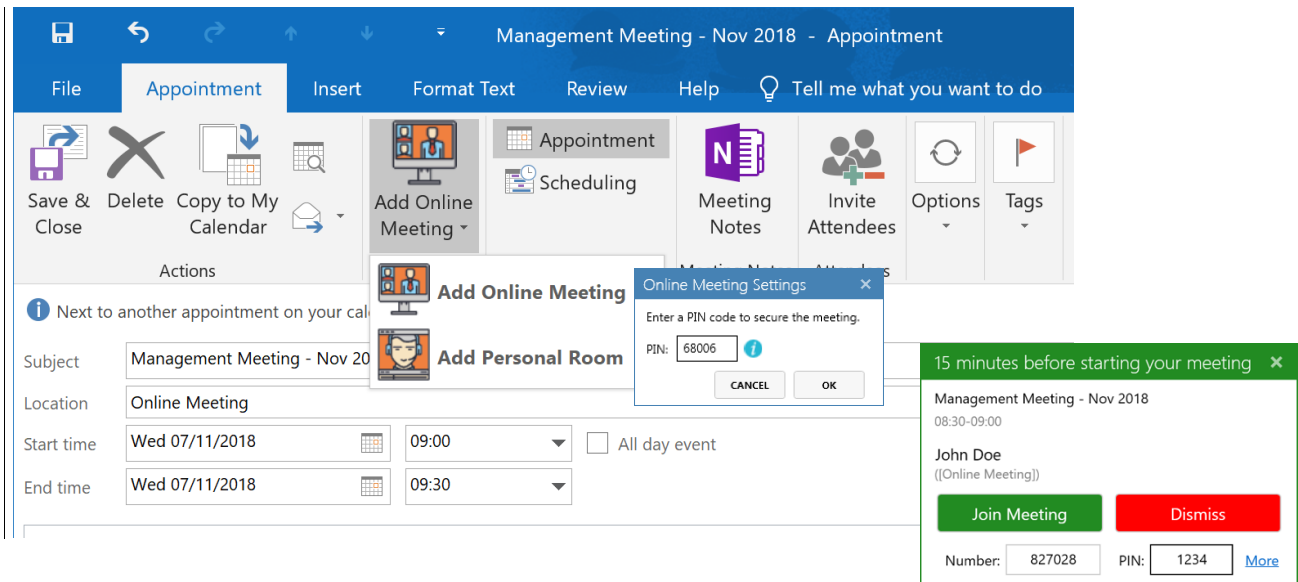 Management Meeting - Nov 2018 - Appointment
File Appointment Insert Format Text Review Help Tell me what you want to do
Save & Close
Delete
Copy to My Calendar
Add Online Meeting
Appointment
Scheduling
N
Meeting Notes
Invite Attendees
Options
Tags
Actions
Add Online Meeting
Add Personal Room
Online Meeting Settings
Enter a PIN code to secure the meeting.
PIN: 68006
CANCEL OK
Next to another appointment on your cal
Subject Management Meeting - Nov 20
Location Online Meeting
Start time Wed 07/11/2018 09:00 All day event
End time Wed 07/11/2018 09:30
15 minutes before starting your meeting
Management Meeting - Nov 2018
08:30-09:00
John Doe
([Online Meeting])
Join Meeting Dismiss
Number: 827028 PIN: 1234 More